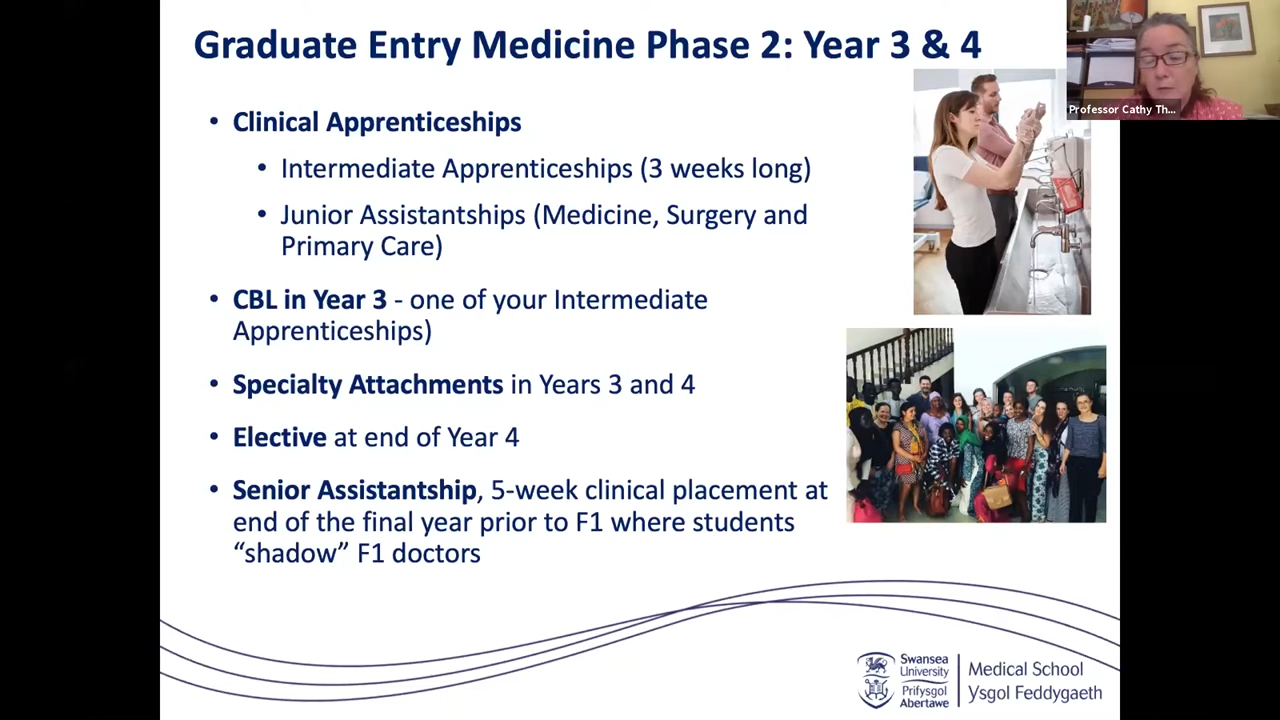 Graduate Entry Medicine Phase 2: Year 3 & 4
Professor Cathy Th...
• Clinical Apprenticeships
• Intermediate Apprenticeships (3 weeks long)
• Junior Assistantships (Medicine, Surgery and
Primary Care)
• CBL in Year 3 - one of your Intermediate
Apprenticeships)
• Specialty Attachments in Years 3 and 4
• Elective at end of Year 4
• Senior Assistantship, 5-week clinical placement at
end of the final year prior to F1 where students
“shadow” F1 doctors
Swansea
University
Prifysgol
Abertawe
Medical School
Ysgol Feddygaeth